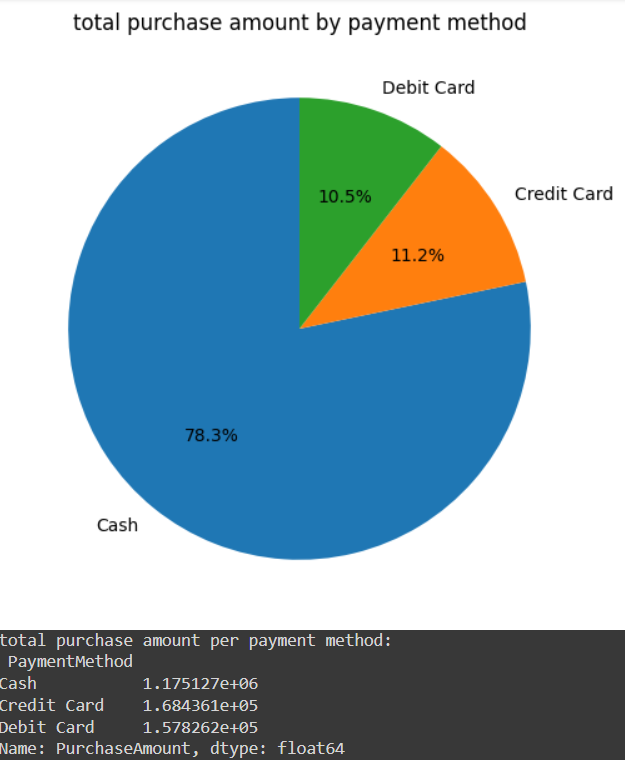 total purchase amount by payment method
Debit Card
10.5%
Credit Card
11.2%
78.3%
Cash
total purchase amount per payment method:
PaymentMethod
Cash 1.175127e+06
Credit Card 1.684361e+05
Debit Card 1.578262e+05
Name: PurchaseAmount, dtype: float64